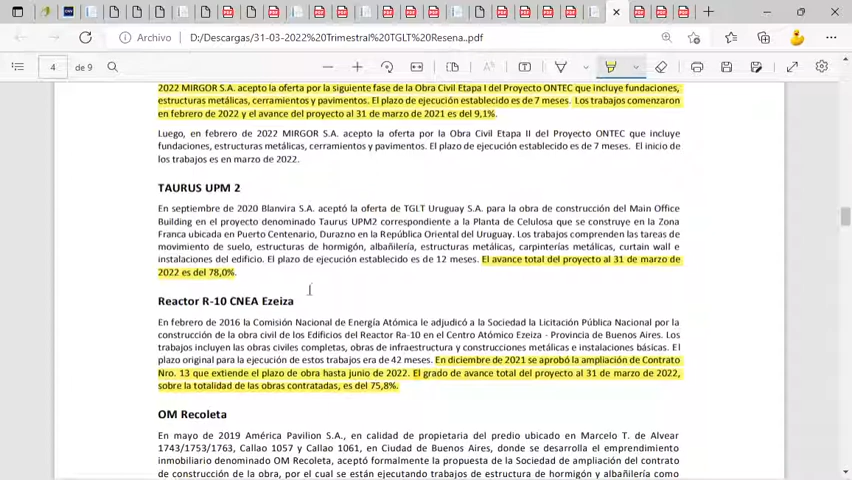 Archivo
D:/Descargas/31-03-2022%20Trimestral%20TGLT%20Resena..pdf
4
de 9
2022 MIRGOR S.A. acepto la oferta por la siguiente fase de la Obra Civil Etapa I del Proyecto ONTEC que incluye fundaciones,
estructuras metálicas, cerramientos y pavimentos. El plazo de ejecución establecido es de 7 meses. Los trabajos comenzaron
en febrero de 2022 y el avance del proyecto al 31 de marzo de 2021 es del 9,1%.
Luego, en febrero de 2022 MIRGOR S.A. acepto la oferta por la Obra Civil Etapa II del Proyecto ONTEC que incluye
fundaciones, estructuras metálicas, cerramientos y pavimentos. El plazo de ejecución establecido es de 7 meses. El inicio de
los trabajos es en marzo de 2022.
TAURUS UPM 2
En septiembre de 2020 Blanvira S.A. aceptó la oferta de TGLT Uruguay S.A. para la obra de construcción del Main Office
Building en el proyecto denominado Taurus UPM2 correspondiente a la Planta de Celulosa que se construye en la Zona
Franca ubicada en Puerto Centenario, Durazno en la República Oriental del Uruguay. Los trabajos comprenden las tareas de
movimiento de suelo, estructuras de hormigón, albañilería, estructuras metálicas, carpinterías metálicas, curtain wall e
instalaciones del edificio. El plazo de ejecución establecido es de 12 meses. El avance total del proyecto al 31 de marzo de
2022 es del 78,0%.
Reactor R-10 CNEA Ezeiza
En febrero de 2016 la Comisión Nacional de Energía Atómica le adjudicó a la Sociedad la Licitación Pública Nacional por la
construcción de la obra civil de los Edificios del Reactor Ra-10 en el Centro Atómico Ezeiza - Provincia de Buenos Aires. Los
trabajos incluyen las obras civiles completas, obras de infraestructura y construcciones metálicas e instalaciones básicas. El
plazo original para la ejecución de estos trabajos era de 42 meses. En diciembre de 2021 se aprobó la ampliación de Contrato
Nro. 13 que extiende el plazo de obra hasta junio de 2022. El grado de avance total del proyecto al 31 de marzo de 2022,
sobre la totalidad de las obras contratadas, es del 75,8%.
OM Recoleta
En mayo de 2019 América Pavilion S.A., en calidad de propietaria del predio ubicado en Marcelo T. de Alvear
1743/1753/1763, Callao 1057 y Callao 1061, en Ciudad de Buenos Aires, donde se desarrolla el emprendimiento
inmobiliario denominado OM Recoleta, aceptó formalmente la propuesta de la Sociedad de ampliación del contrato
de construcción de la obra, por el cual se están ejecutando trabajos de estructura de hormigón y albañilería como